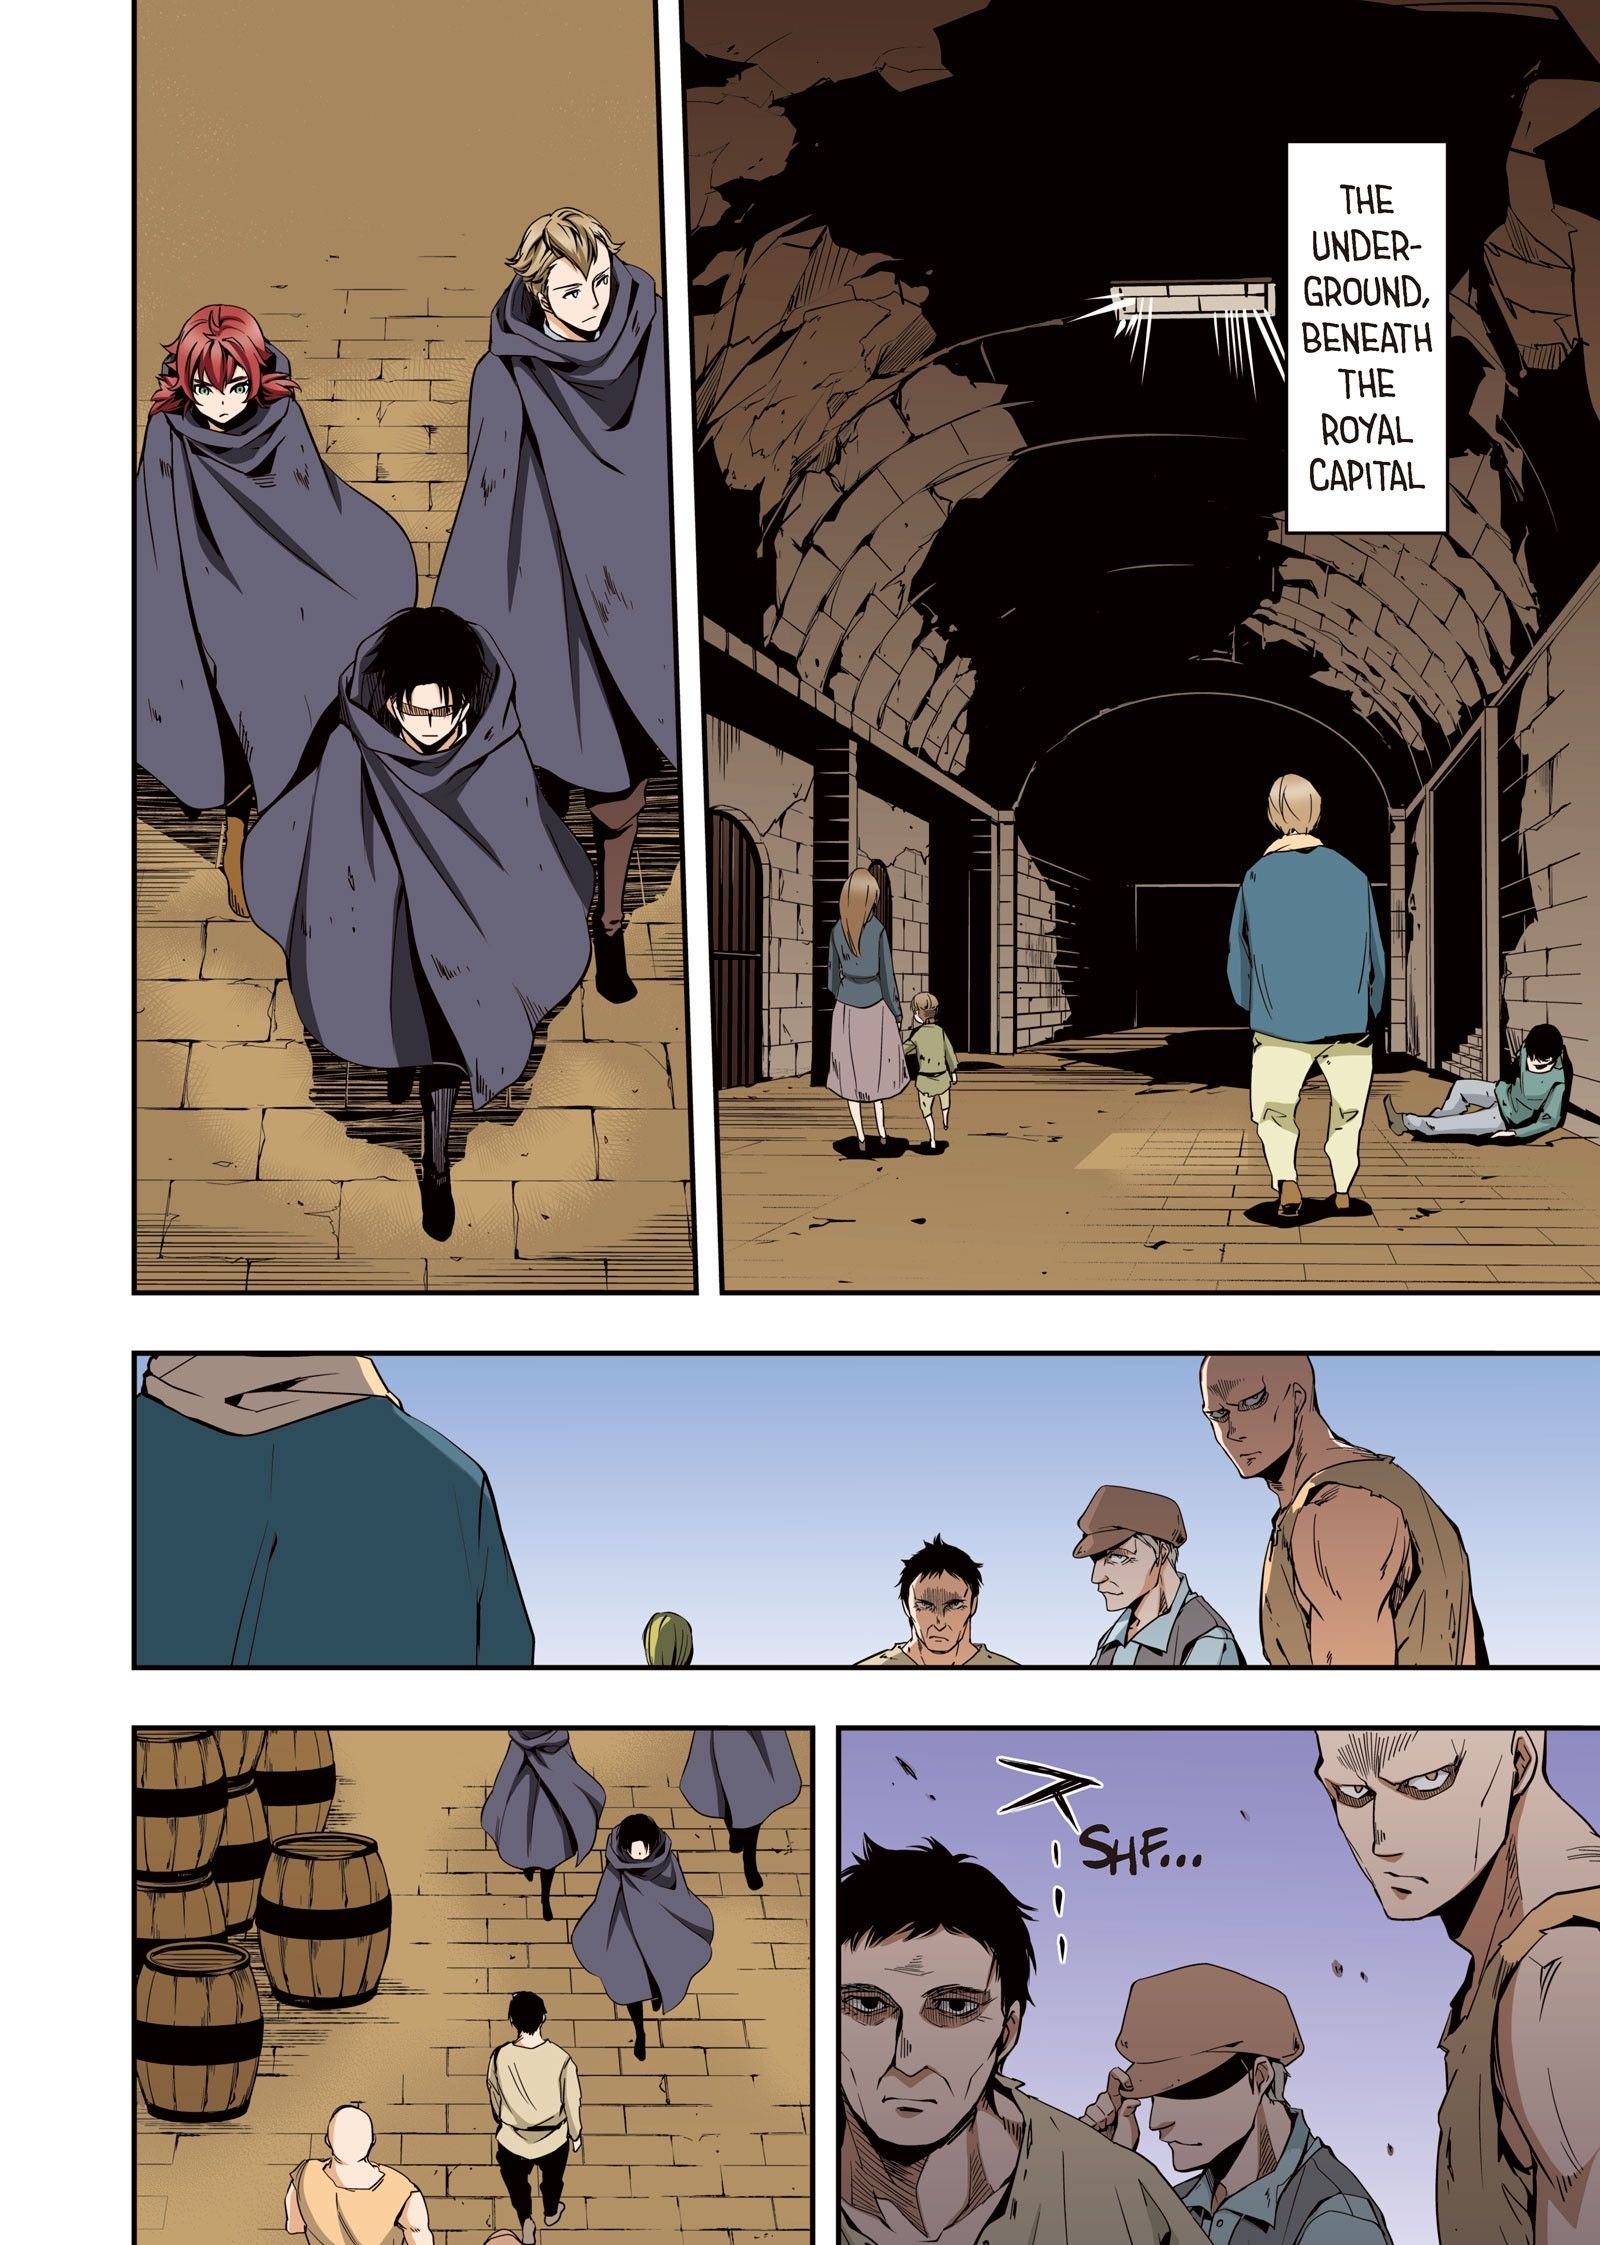 THE
UNDER-
GROUND,
BENEATH
THE
ROYAL
CAPITAL
SHF...